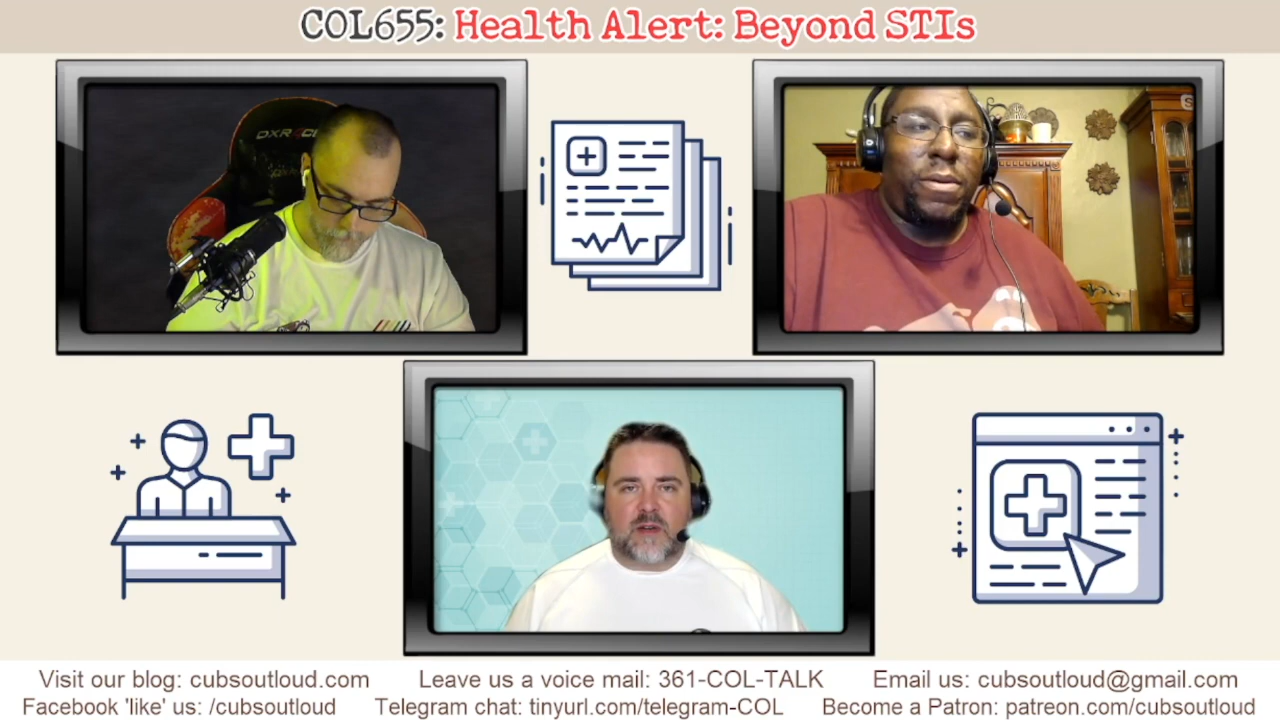 COL655: Health Alert: Beyond STIs
DXRACE
Visit our blog: cubsoutloud.com Leave us a voice mail: 361-COL-TALK Email us: cubsoutloud@gmail.com
Facebook 'like' us: /cubsoutloud Telegram chat: tinyurl.com/telegram-COL Become a Patron: patreon.com/cubsoutloud